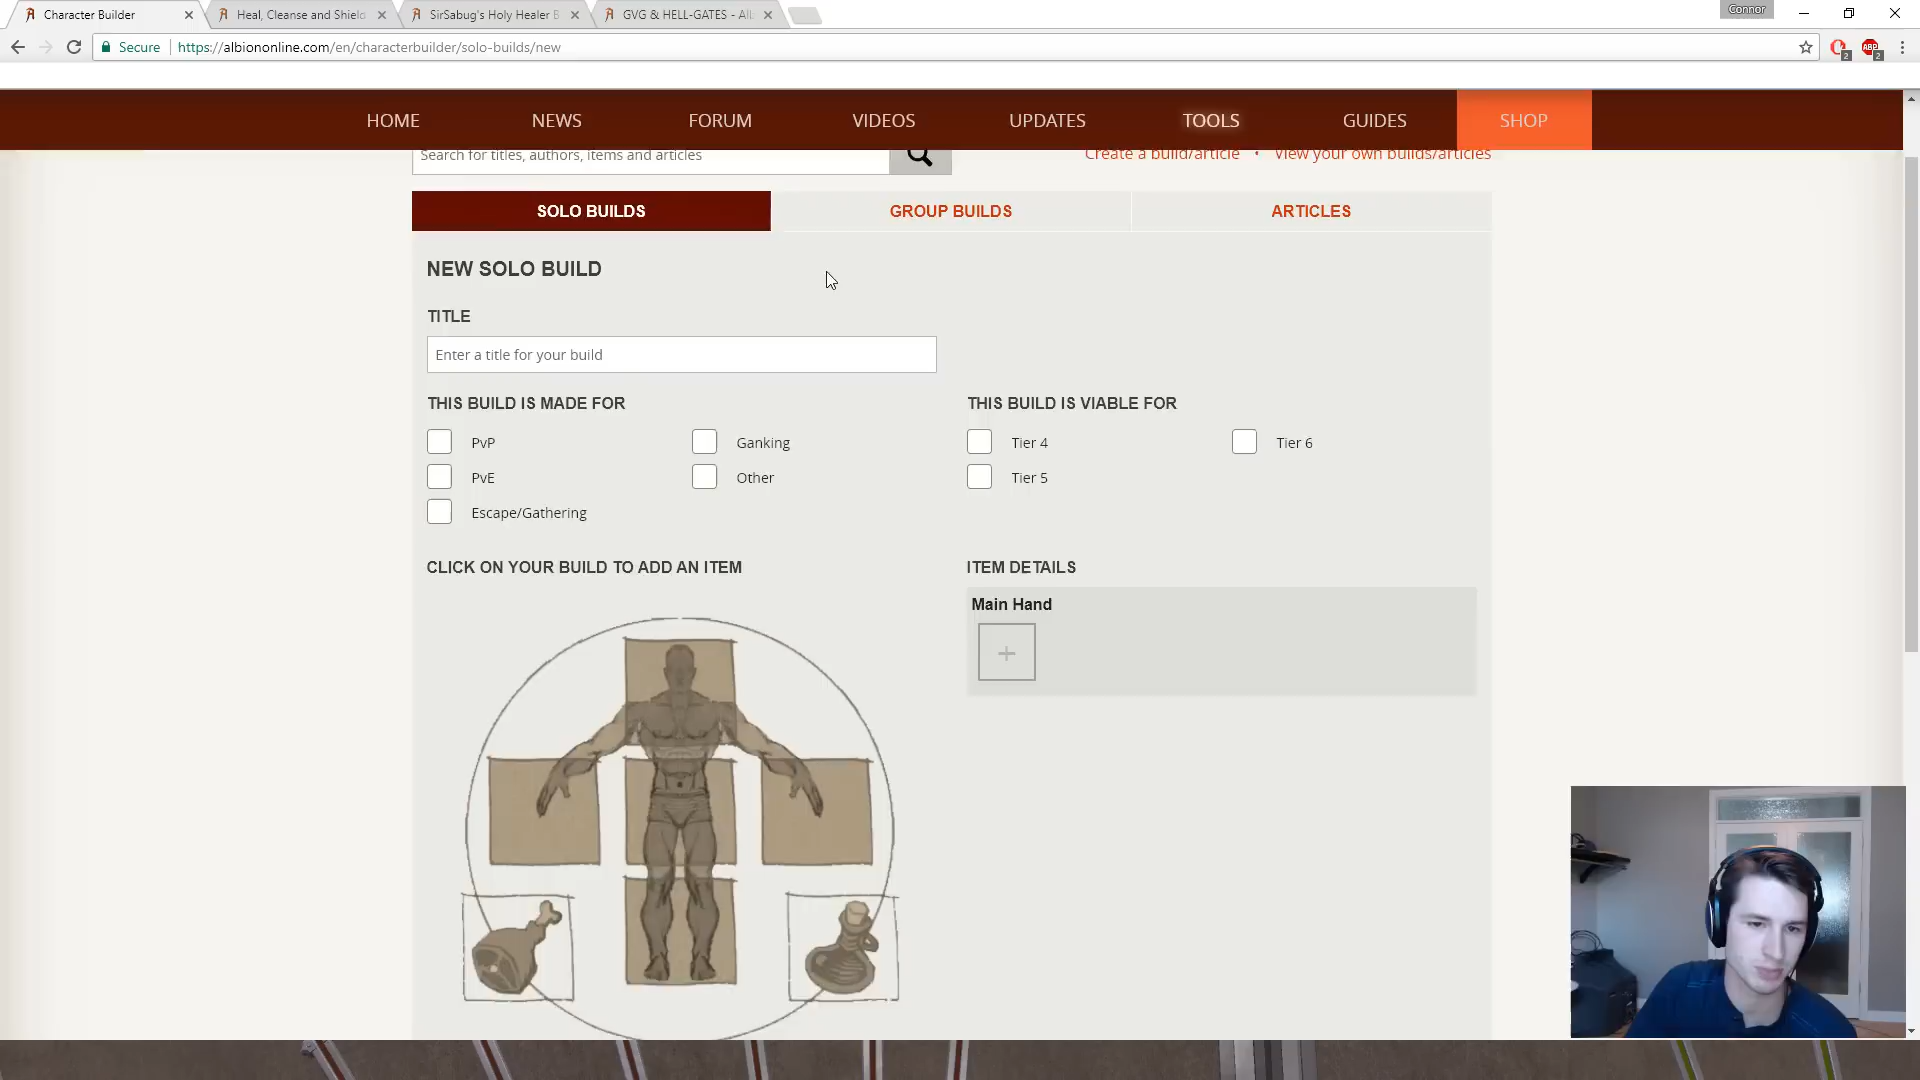 Character Builder
Heal, Cleanse and Shield
SirSabug's Holy Healer B
GVG & HELL-GATES - Alb
Connor
Secure
https://albiononline.com/en/characterbuilder/solo-builds/new
2
ABP
2
HOME
NEWS
FORUM
VIDEOS
UPDATES
TOOLS
GUIDES
SHOP
Search for titles, authors, items and articles
Create a build/article • View your own builds/articles
SOLO BUILDS
GROUP BUILDS
ARTICLES
NEW SOLO BUILD
TITLE
Enter a title for your build
THIS BUILD IS MADE FOR
THIS BUILD IS VIABLE FOR
PvP
Ganking
Tier 4
Tier 6
PvE
Other
Tier 5
Escape/Gathering
CLICK ON YOUR BUILD TO ADD AN ITEM
ITEM DETAILS
Main Hand